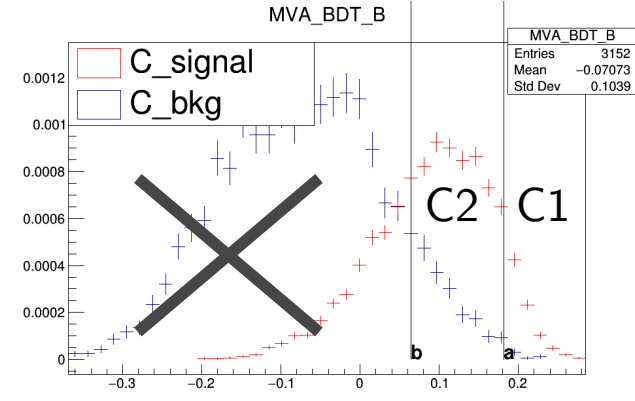 MVA_BDT_B
MVA_BDT_B
Entries 3152
Mean −0.07073
Std Dev 0.1039
C_signal
C_bkg
0.0012
0.001
0.0008
0.0006
0.0004
0.0002
0
C2 C1
b a
−0.3 −0.2 −0.1 0 0.1 0.2